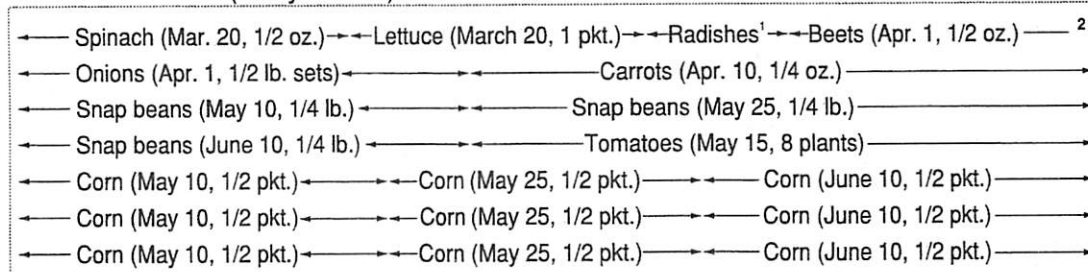 Spinach (Mar. 20, 1/2 oz.) Lettuce (March 20, 1 pkt.) Radishes¹ Beets (Apr. 1, 1/2 oz.) ²
Onions (Apr. 1, 1/2 lb. sets) Carrots (Apr. 10, 1/4 oz.)
Snap beans (May 10, 1/4 lb.) Snap beans (May 25, 1/4 lb.)
Snap beans (June 10, 1/4 lb.) Tomatoes (May 15, 8 plants)
Corn (May 10, 1/2 pkt.) Corn (May 25, 1/2 pkt.) Corn (June 10, 1/2 pkt.)
Corn (May 10, 1/2 pkt.) Corn (May 25, 1/2 pkt.) Corn (June 10, 1/2 pkt.)
Corn (May 10, 1/2 pkt.) Corn (May 25, 1/2 pkt.) Corn (June 10, 1/2 pkt.)